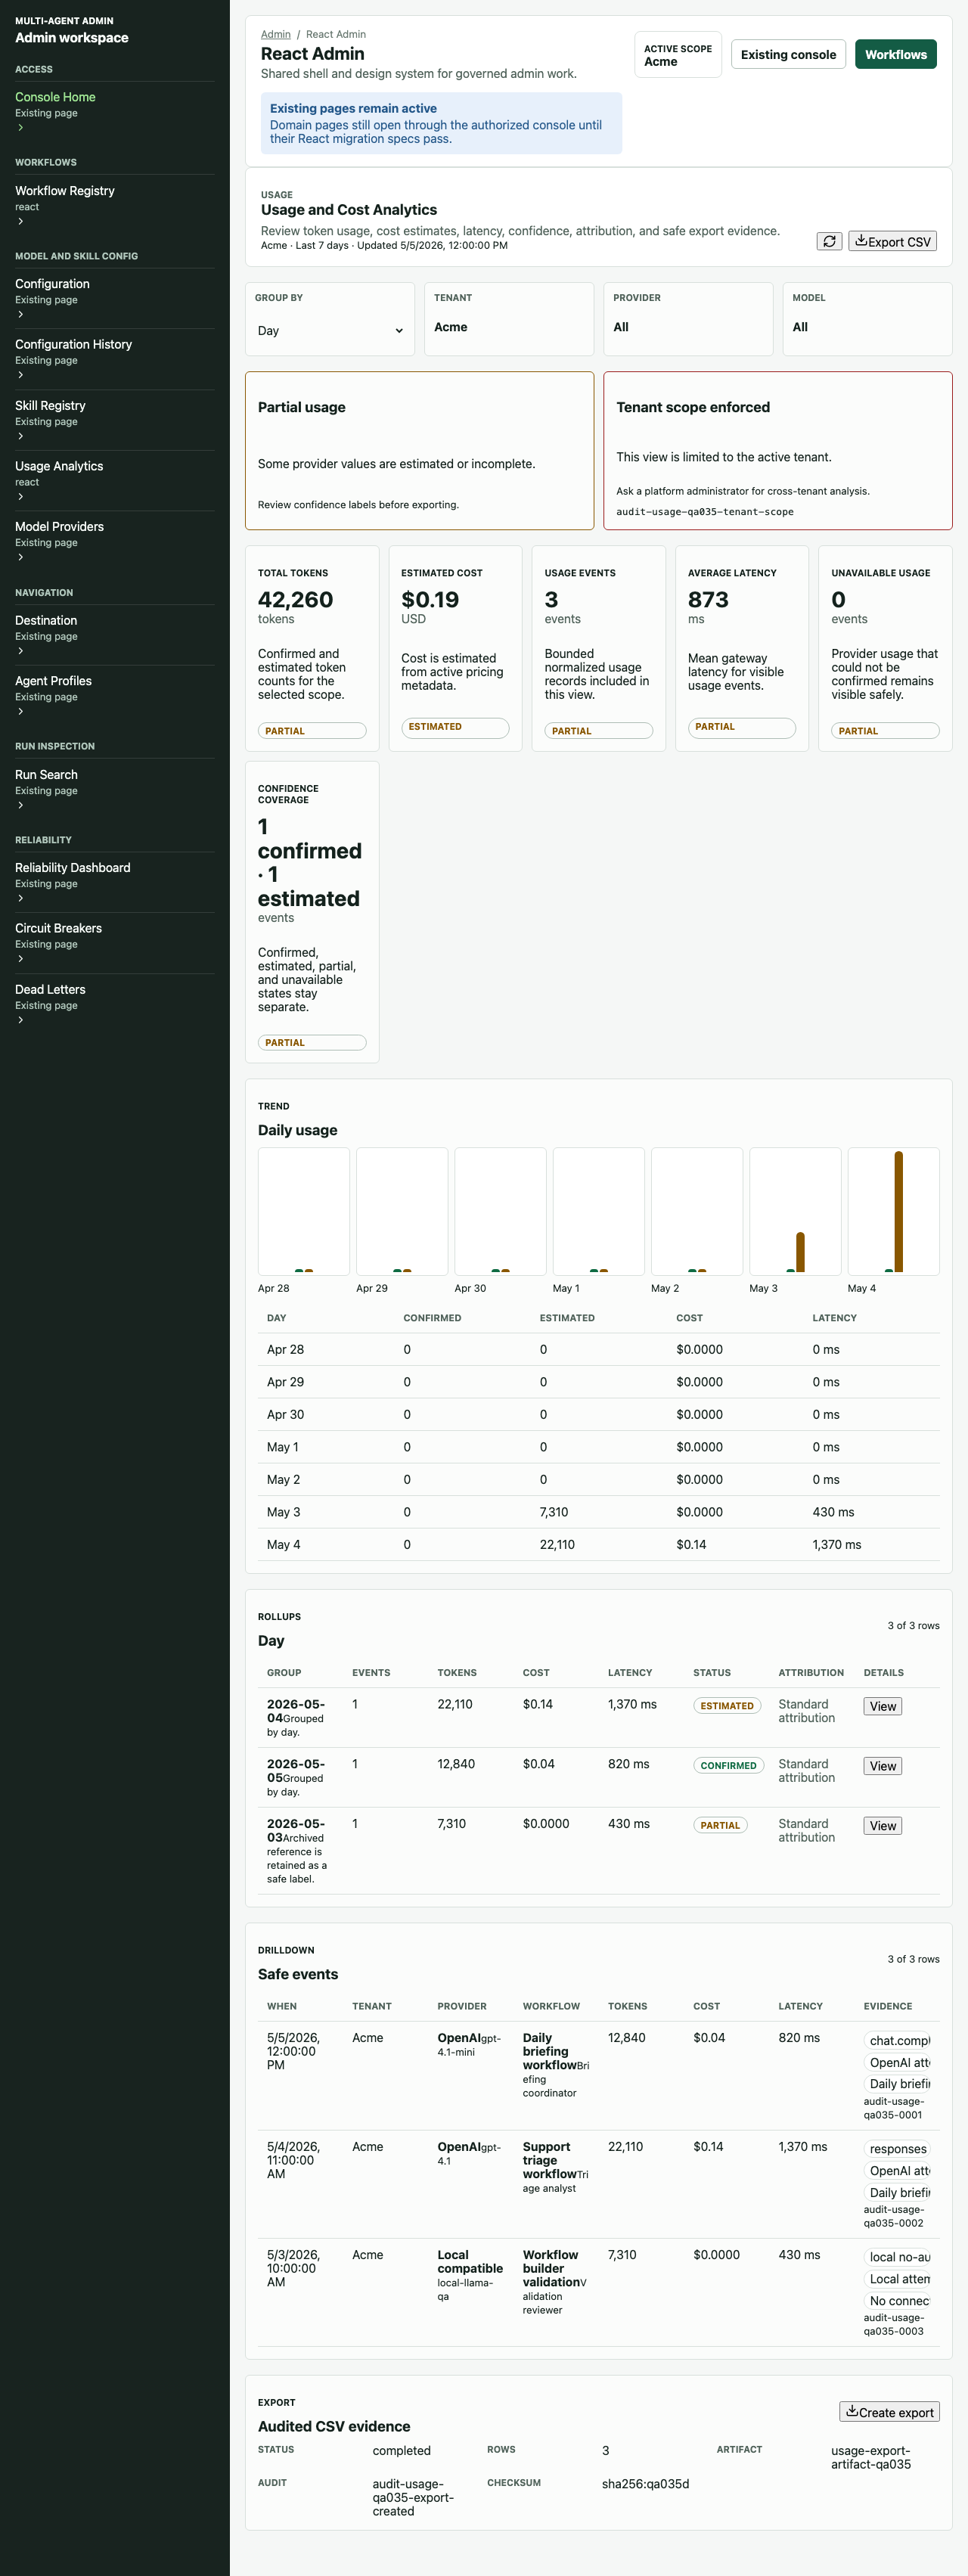 MULTI-AGENT ADMIN
Admin workspace
ACCESS
Console Home
Existing page
WORKFLOWS
Workflow Registry
react
MODEL AND SKILL CONFIG
Configuration
Existing page
Configuration History
Existing page
Skill Registry
Existing page
Usage Analytics
react
Model Providers
Existing page
NAVIGATION
Destination
Existing page
Agent Profiles
Existing page
RUN INSPECTION
Run Search
Existing page
RELIABILITY
Reliability Dashboard
Existing page
Circuit Breakers
Existing page
Dead Letters
Existing page
Admin / React Admin
React Admin
Shared shell and design system for governed admin work.
ACTIVE SCOPE
Acme
Existing console
Workflows
Existing pages remain active
Domain pages still open through the authorized console until
their React migration specs pass.
USAGE
Usage and Cost Analytics
Review token usage, cost estimates, latency, confidence, attribution, and safe export evidence.
Acme · Last 7 days · Updated 5/5/2026, 12:00:00 PM
Export CSV
GROUP BY
Day
TENANT
Acme
PROVIDER
All
MODEL
All
Partial usage
Some provider values are estimated or incomplete.
Review confidence labels before exporting.
Tenant scope enforced
This view is limited to the active tenant.
Ask a platform administrator for cross-tenant analysis.
audit-usage-qa035-tenant-scope
TOTAL TOKENS
42,260
tokens
Confirmed and
estimated token
counts for the
selected scope.
PARTIAL
ESTIMATED COST
$0.19
USD
Cost is estimated
from active pricing
metadata.
ESTIMATED
USAGE EVENTS
3
events
Bounded
normalized usage
records included in
this view.
PARTIAL
AVERAGE LATENCY
873
ms
Mean gateway
latency for visible
usage events.
PARTIAL
UNAVAILABLE USAGE
0
events
Provider usage that
could not be
confirmed remains
visible safely.
PARTIAL
CONFIDENCE
COVERAGE
1
confirmed
· 1
estimated
events
Confirmed,
estimated, partial,
and unavailable
states stay
separate.
PARTIAL
TREND
Daily usage
Apr 28 Apr 29 Apr 30 May 1 May 2 May 3 May 4
DAY CONFIRMED ESTIMATED COST LATENCY
Apr 28 0 0 $0.0000 0 ms
Apr 29 0 0 $0.0000 0 ms
Apr 30 0 0 $0.0000 0 ms
May 1 0 0 $0.0000 0 ms
May 2 0 0 $0.0000 0 ms
May 3 0 7,310 $0.0000 430 ms
May 4 0 22,110 $0.14 1,370 ms
ROLLUPS
Day
3 of 3 rows
GROUP EVENTS TOKENS COST LATENCY STATUS ATTRIBUTION DETAILS
2026-05-
04Grouped
by day.
1 22,110 $0.14 1,370 ms ESTIMATED
Standard
attribution
View
2026-05-
05Grouped
by day.
1 12,840 $0.04 820 ms CONFIRMED
Standard
attribution
View
2026-05-
03Archived
reference is
retained as a
safe label.
1 7,310 $0.0000 430 ms PARTIAL
Standard
attribution
View
DRILLDOWN
Safe events
3 of 3 rows
WHEN TENANT PROVIDER WORKFLOW TOKENS COST LATENCY EVIDENCE
5/5/2026,
12:00:00
PM
Acme
OpenAIgpt-
4.1-mini
Daily
briefing
workflowBri
efing
coordinator
12,840 $0.04 820 ms
chat.comp
OpenAI att
Daily briefi
audit-usage-
qa035-0001
5/4/2026,
11:00:00
AM
Acme
OpenAIgpt-
4.1
Support
triage
workflowTri
age analyst
22,110 $0.14 1,370 ms
responses
OpenAI att
Daily briefi
audit-usage-
qa035-0002
5/3/2026,
10:00:00
AM
Acme
Local
compatible
local-llama-
qa
Workflow
builder
validationV
alidation
reviewer
7,310 $0.0000 430 ms
local no-au
Local attem
No connec
audit-usage-
qa035-0003
EXPORT
Audited CSV evidence
Create export
STATUS
completed
ROWS
3
ARTIFACT
usage-export-
artifact-qa035
AUDIT
audit-usage-
qa035-export-
created
CHECKSUM
sha256:qa035d